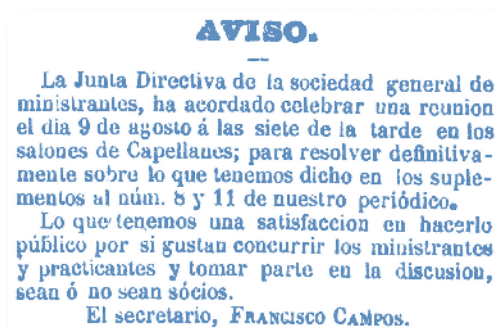 AVISO.
La Junta Directiva de la sociedad general de
ministrantes, ha acordado celebrar una reunion
el dia 9 de agosto á las siete de la tarde en los
salones de Capellanes; para resolver definitiva-
mente sobre lo que tenemos dicho en los suple-
mentos al núm. 8 y 11 de nuestro periódico.
Lo que tenemos una satisfaccion en hacerlo
público por si gustan concurrir los ministrantes
y practicantes y tomar parte en la discusion,
sean ó no sean sócios.
El secretario, FRANCISCO CAMPOS.